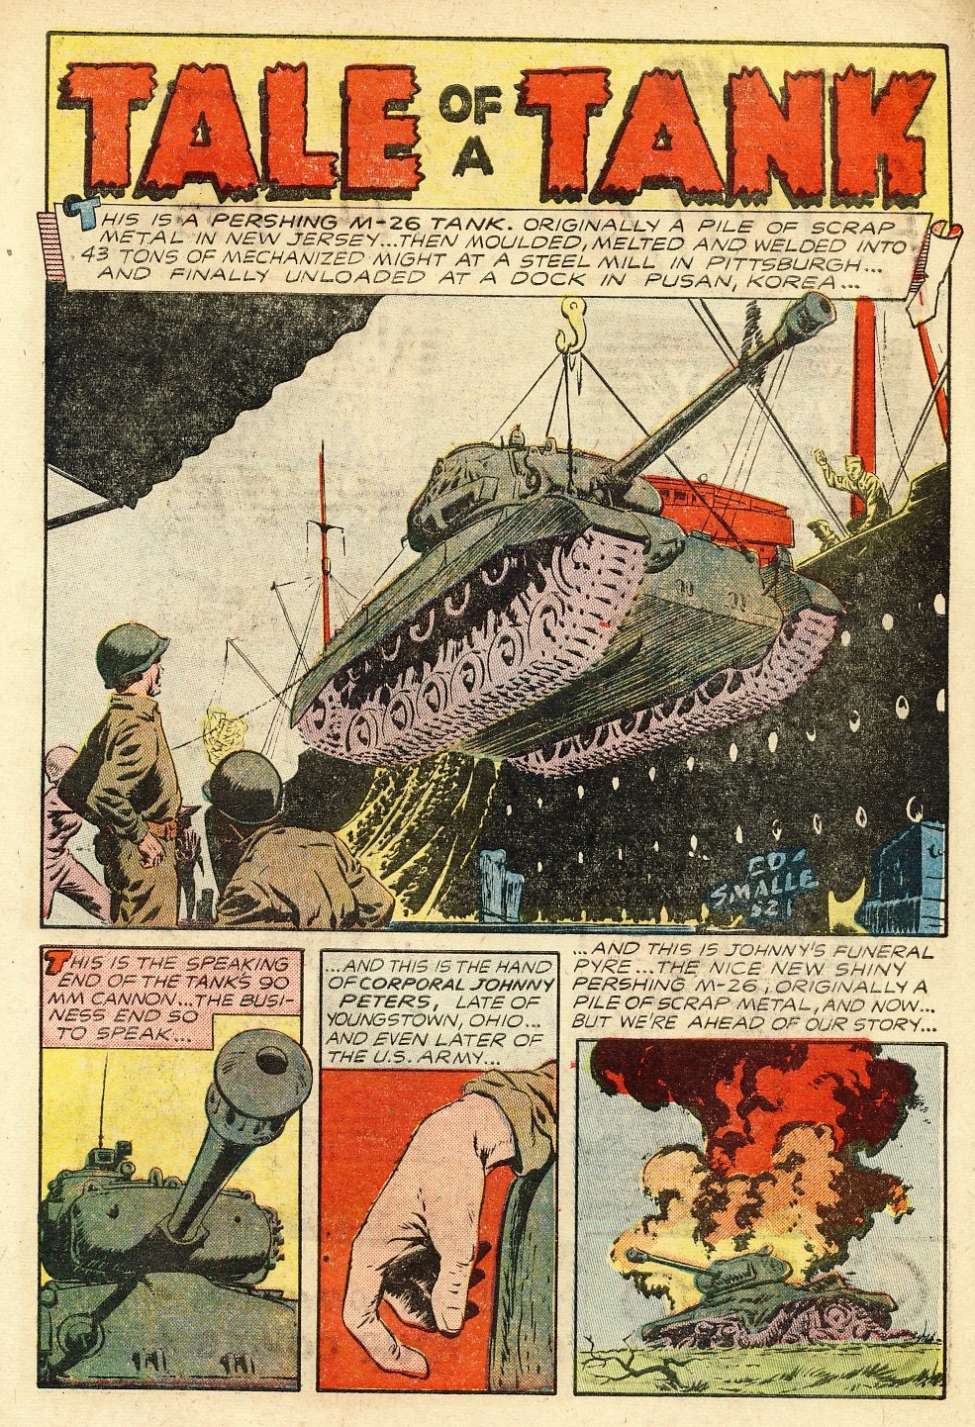 TALE OF A TANK
THIS IS A PERSHING M-26 TANK. ORIGINALLY A PILE OF SCRAP
METAL IN NEW JERSEY...THEN MOULDED, MELTED AND WELDED INTO
43 TONS OF MECHANIZED MIGHT AT A STEEL MILL IN PITTSBURGH...
AND FINALLY UNLOADED AT A DOCK IN PUSAN, KOREA...
ED
SMALLE
52
THIS IS THE SPEAKING
END OF THE TANK'S 90
MM CANNON...THE BUSI-
NESS END SO
TO SPEAK...
...AND THIS IS THE HAND
OF CORPORAL JOHNNY
PETERS, LATE OF
YOUNGSTOWN, OHIO...
AND EVEN LATER OF
THE U.S. ARMY...
...AND THIS IS JOHNNY'S FUNERAL
PYRE...THE NICE NEW SHINY
PERSHING M-26, ORIGINALLY A
PILE OF SCRAP METAL, AND NOW...
BUT WE'RE AHEAD OF OUR STORY...